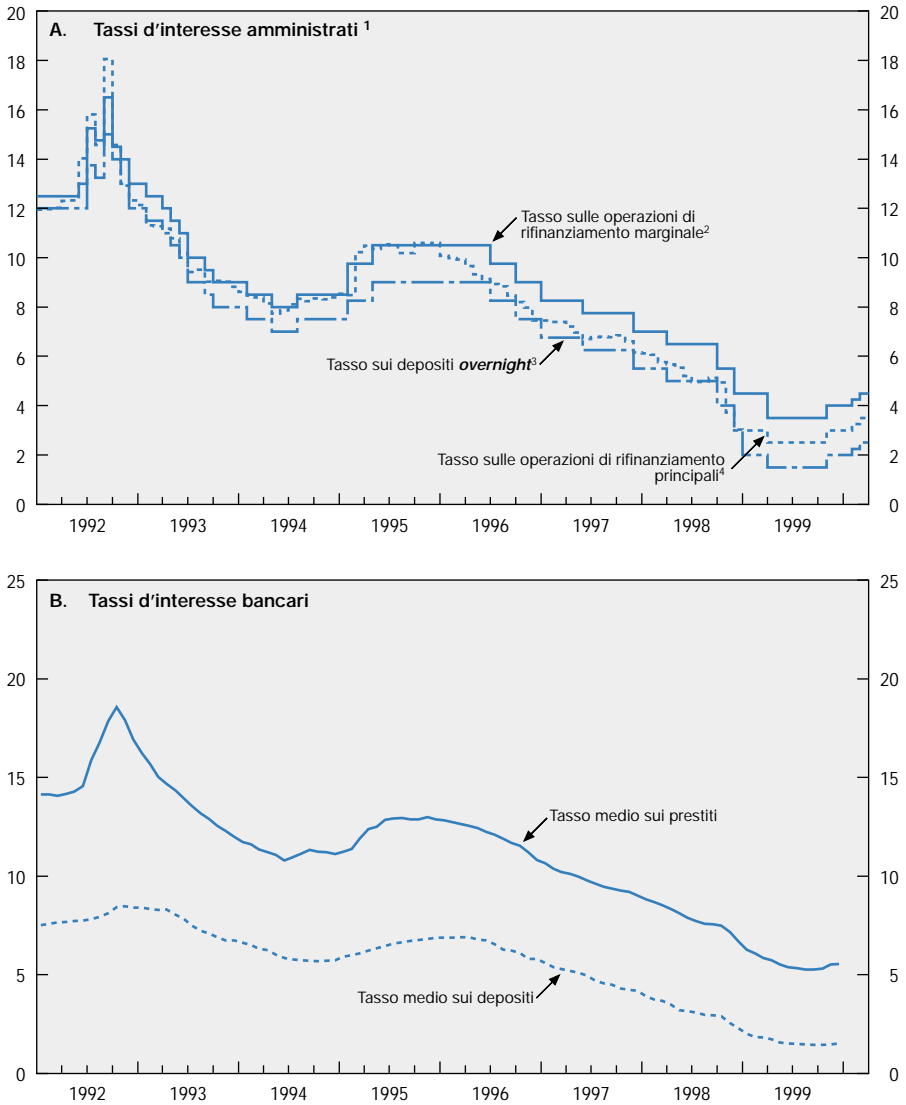 A. Tassi d'interesse amministrati 1
20 20
18 18
16 16
14 14
12 12
10 10
8 8
6 6
4 4
2 2
0 0
Tasso sulle operazioni di
rifinanziamento marginale2
Tasso sui depositi overnight3
Tasso sulle operazioni di rifinanziamento
principali4
1992 1993 1994 1995 1996 1997 1998 1999
B. Tassi d'interesse bancari
25 25
20 20
15 15
10 10
5 5
0 0
Tasso medio sui prestiti
Tasso medio sui depositi
1992 1993 1994 1995 1996 1997 1998 1999